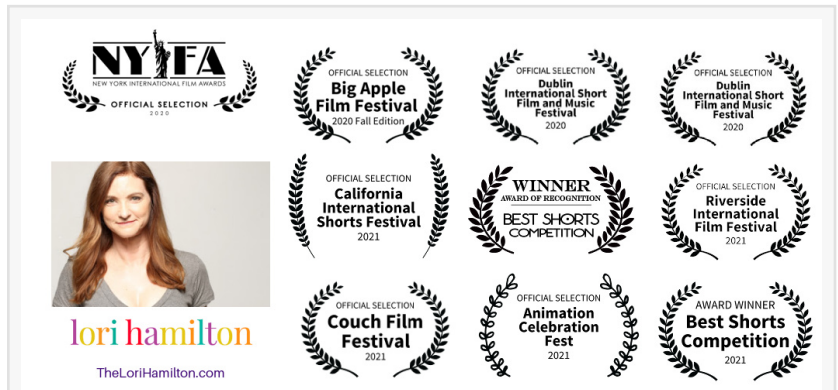 NYIFA
NEW YORK INTERNATIONAL FILM AWARDS
OFFICIAL SELECTION
2020
OFFICIAL SELECTION
Big Apple
Film Festival
2020 Fall Edition
OFFICIAL SELECTION
Dublin
International Short
Film and Music
Festival
2020
OFFICIAL SELECTION
Dublin
International Short
Film and Music
Festival
2020
OFFICIAL SELECTION
California
International
Shorts Festival
2021
WINNER
AWARD OF RECOGNITION
BEST SHORTS
COMPETITION
OFFICIAL SELECTION
Riverside
International
Film Festival
2021
lori hamilton
TheLoriHamilton.com
OFFICIAL SELECTION
Couch Film
Festival
2021
OFFICIAL SELECTION
Animation
Celebration
Fest
2021
AWARD WINNER
Best Shorts
Competition
2021